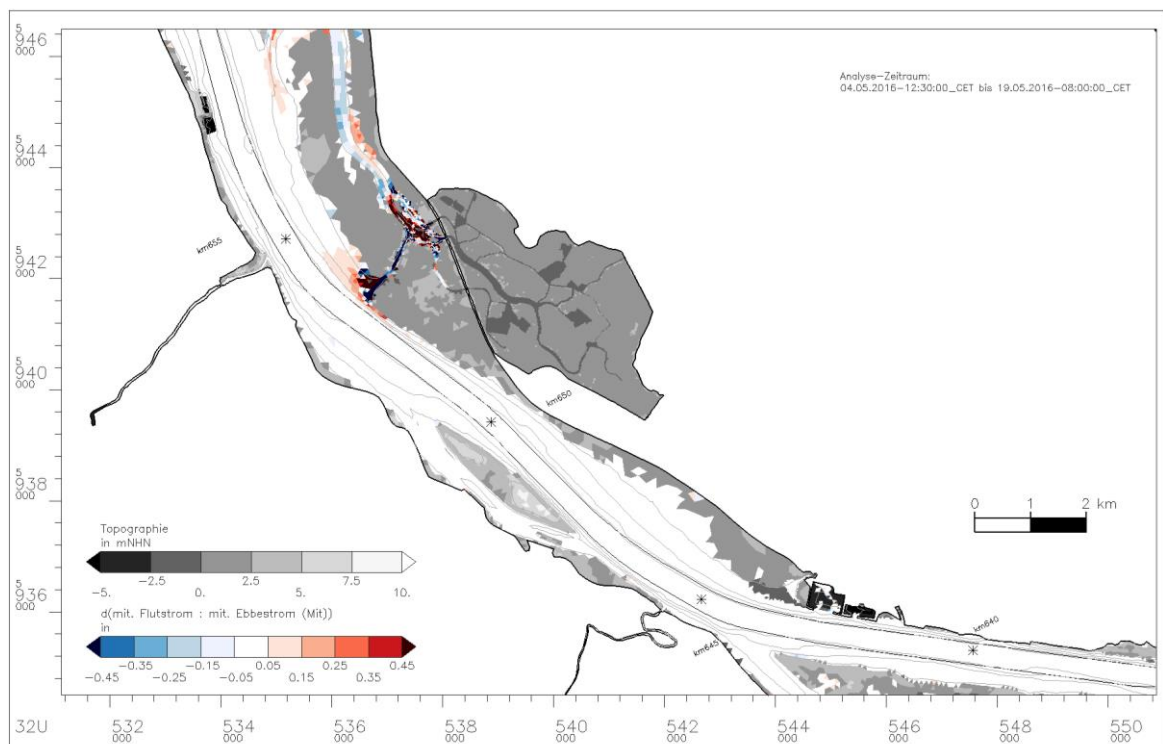 5
946
000
Analyse-Zeitraum:
04.05.2016-12:30:00_CET bis 19.05.2016-08:00:00_CET
5
944
000
km655
5
942
000
5
940
000
km650
5
938
000
0 1 2 km
Topographie
in mNHN
-2.5 2.5 7.5
-5. 0. 5. 10.
5
936
000
d(mit. Flutstrom : mit. Ebbestrom (Mit))
in
km640
km645
-0.35 -0.15 0.05 0.25 0.45
-0.45 -0.25 -0.05 0.15 0.35
32U 532 534 536 538 540 542 544 546 548 550
000 000 000 000 000 000 000 000 000 000